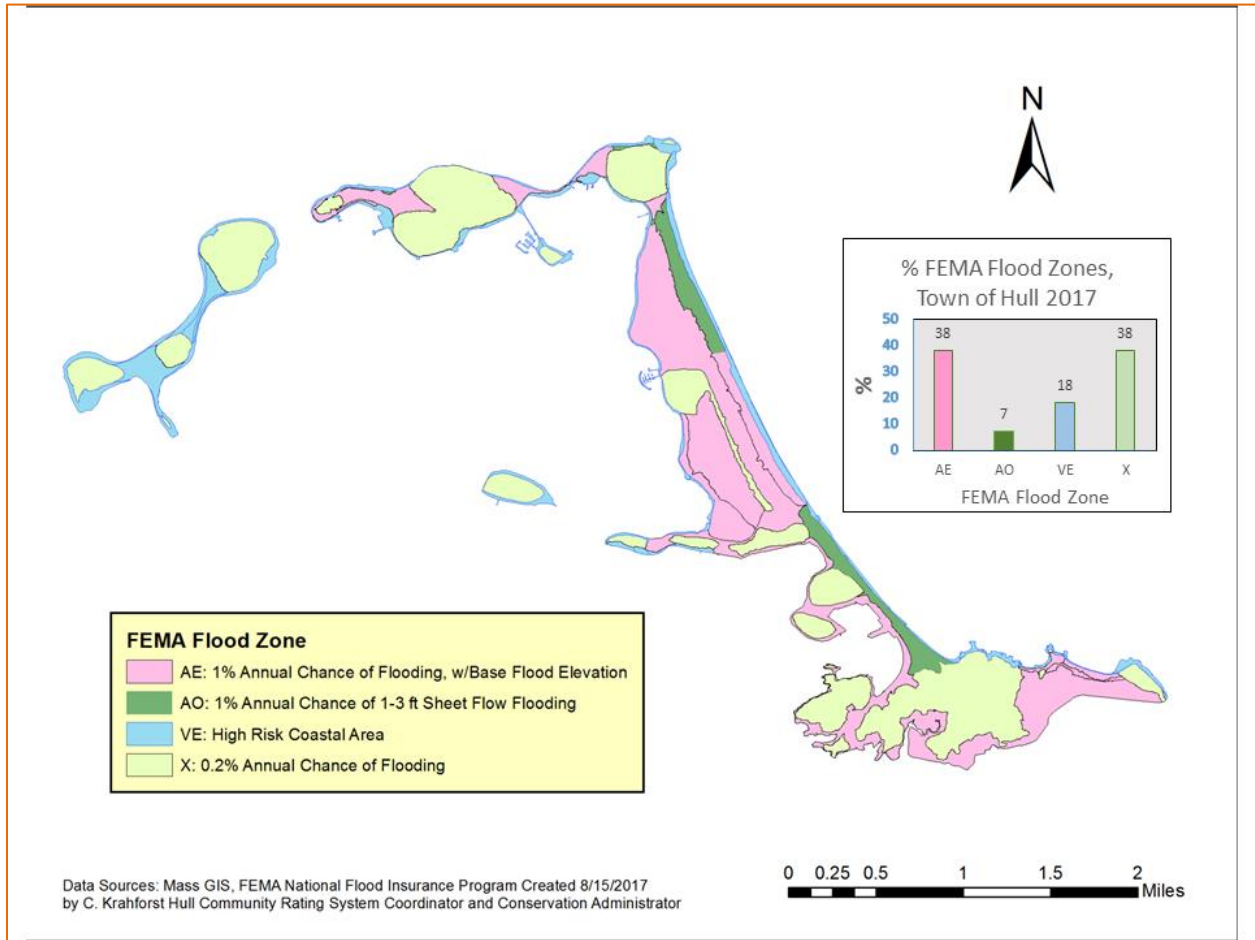 N
% FEMA Flood Zones,
Town of Hull 2017
50
40
30
20
10
0
%
38
7
18
38
AE
AO
VE
X
FEMA Flood Zone
FEMA Flood Zone
AE: 1% Annual Chance of Flooding, w/Base Flood Elevation
AO: 1% Annual Chance of 1-3 ft Sheet Flow Flooding
VE: High Risk Coastal Area
X: 0.2% Annual Chance of Flooding
Data Sources: Mass GIS, FEMA National Flood Insurance Program Created 8/15/2017
by C. Krahforst Hull Community Rating System Coordinator and Conservation Administrator
0 0.25 0.5 1 1.5 2
Miles